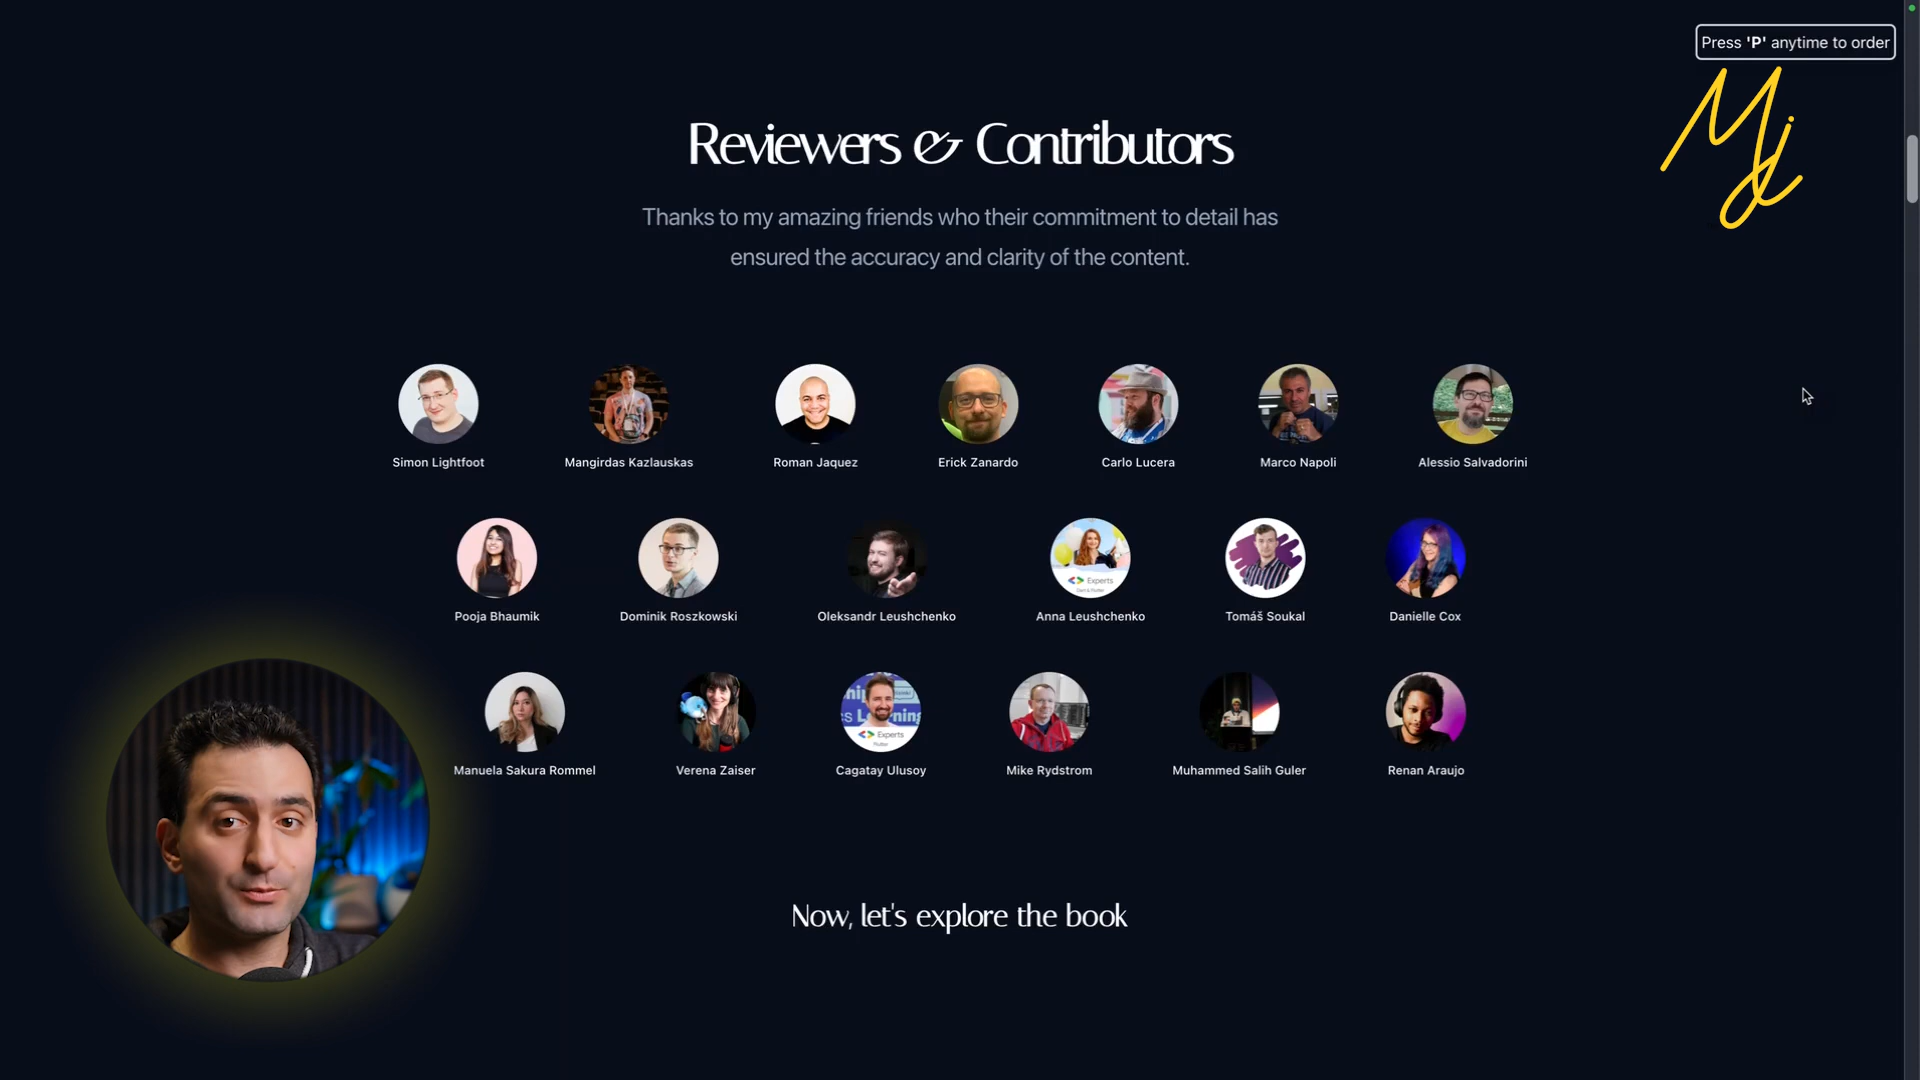 Press 'P' anytime to order
Mj
Reviewers & Contributors
Thanks to my amazing friends who their commitment to detail has
ensured the accuracy and clarity of the content.
Simon Lightfoot
Mangirdas Kazlauskas
Roman Jaquez
Erick Zanardo
Carlo Lucera
Marco Napoli
Alessio Salvadorini
Experts
Pooja Bhaumik
Dominik Roszkowski
Oleksandr Leushchenko
Anna Leushchenko
Tomáš Soukal
Danielle Cox
Experts
Flutter
Manuela Sakura Rommel
Verena Zaiser
Cagatay Ulusoy
Mike Rydstrom
Muhammed Salih Guler
Renan Araujo
Now, let's explore the book